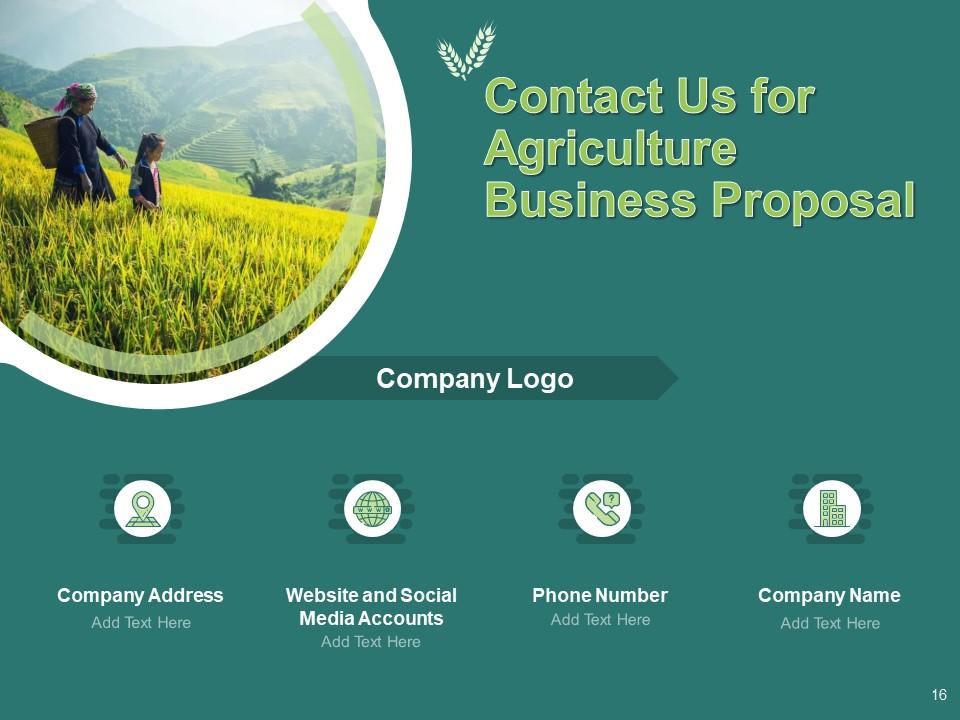 Contact Us for
Agriculture
Business Proposal
Company Logo
Company Address
Add Text Here
Website and Social
Media Accounts
Add Text Here
Phone Number
Add Text Here
Company Name
Add Text Here
16